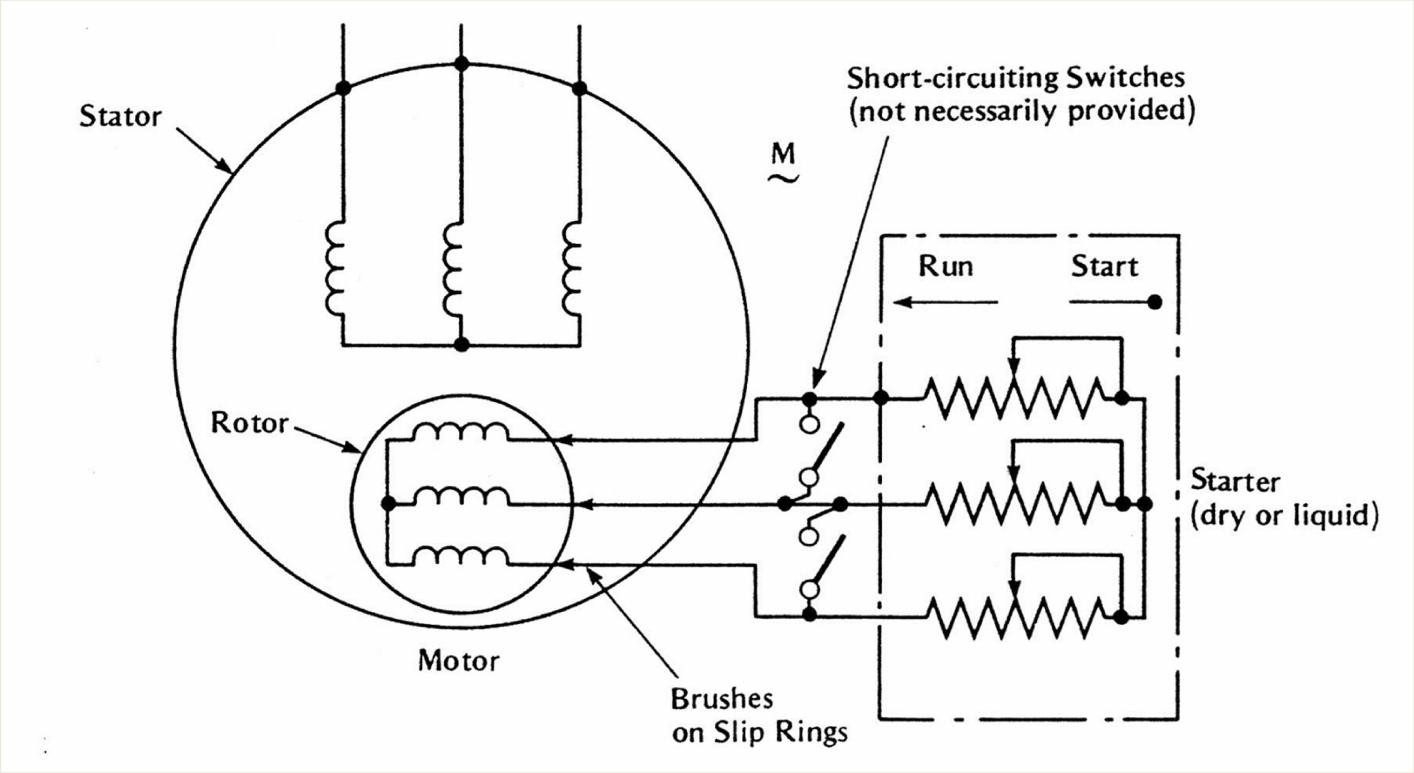 Stator
Short-circuiting Switches
(not necessarily provided)
M
~
Run
Start
Rotor
Starter
(dry or liquid)
Motor
Brushes
on Slip Rings